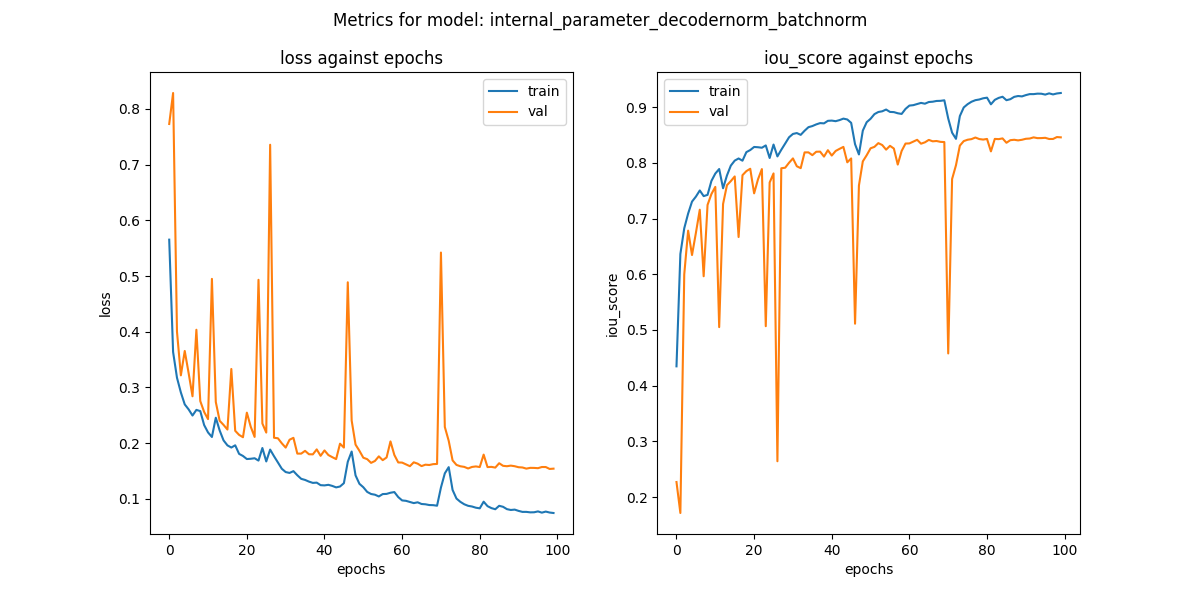 Metrics for model: internal_parameter_decodernorm_batchnorm
loss against epochs
train
val
0.8
0.7
0.6
0.5
0.4
0.3
0.2
0.1
loss
0 20 40 60 80 100
epochs
iou_score against epochs
train
val
0.9
0.8
0.7
0.6
0.5
0.4
0.3
0.2
iou_score
0 20 40 60 80 100
epochs